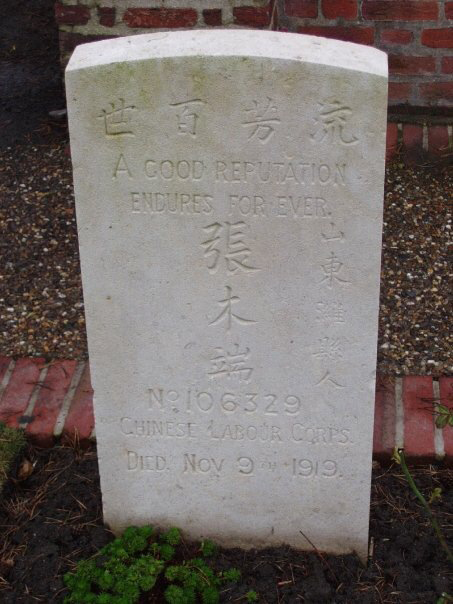 流芳百世
A GOOD REPUTATION
ENDURES FOR EVER.
山東濰縣人
張木端
No 106329
CHINESE LABOUR CORPS.
DIED. NOV 9TH 1919.